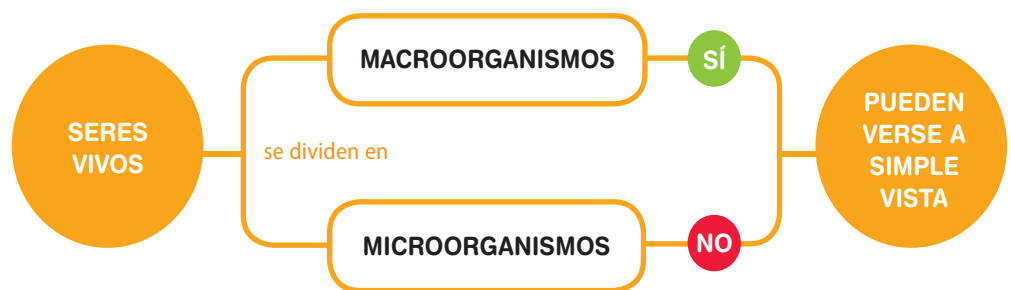 SERES
VIVOS
se dividen en
MACROORGANISMOS
SÍ
MICROORGANISMOS
NO
PUEDEN
VERSE A
SIMPLE
VISTA